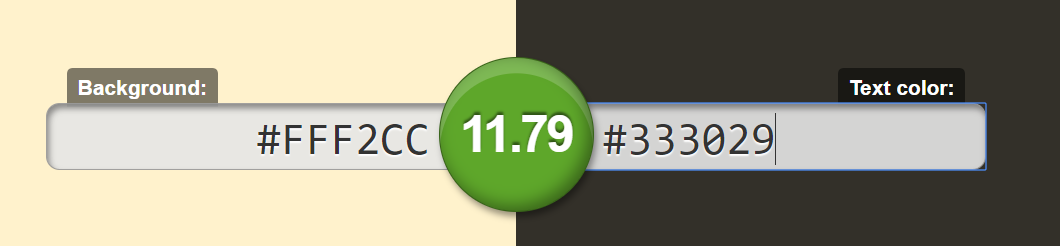 Background:
Text color:
#FFF2CC
11.79
#333029